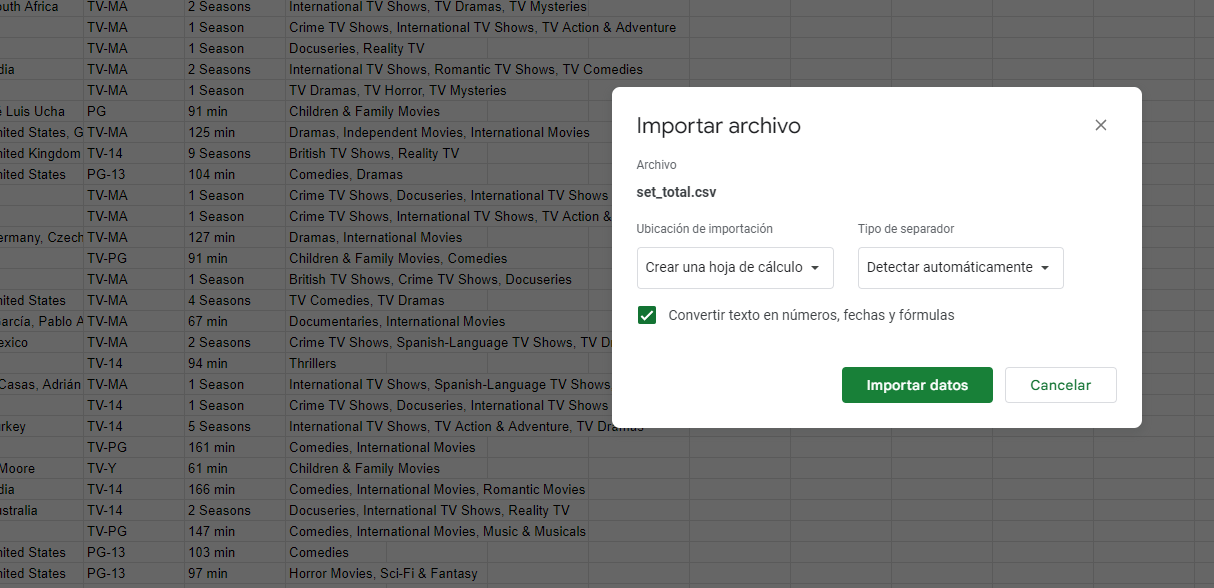 outh Africa TV-MA 2 Seasons International TV Shows, TV Dramas, TV Mysteries
TV-MA 1 Season Crime TV Shows, International TV Shows, TV Action & Adventure
TV-MA 1 Season Docuseries, Reality TV
dia TV-MA 2 Seasons International TV Shows, Romantic TV Shows, TV Comedies
TV-MA 1 Season TV Dramas, TV Horror, TV Mysteries
e Luis Ucha PG 91 min Children & Family Movies
nited States, G TV-MA 125 min Dramas, Independent Movies, International Movies
nited Kingdom TV-14 9 Seasons British TV Shows, Reality TV
nited States PG-13 104 min Comedies, Dramas
TV-MA 1 Season Crime TV Shows, Docuseries, International TV Shows
TV-MA 1 Season Crime TV Shows, International TV Shows, TV Action &
ermany, Czech TV-MA 127 min Dramas, International Movies
TV-PG 91 min Children & Family Movies, Comedies
TV-MA 1 Season British TV Shows, Crime TV Shows, Docuseries
nited States TV-MA 4 Seasons TV Comedies, TV Dramas
arcía, Pablo A TV-MA 67 min Documentaries, International Movies
exico TV-MA 2 Seasons Crime TV Shows, Spanish-Language TV Shows, TV D
TV-14 94 min Thrillers
Casas, Adrián TV-MA 1 Season International TV Shows, Spanish-Language TV Shows
TV-14 1 Season Crime TV Shows, Docuseries, International TV Shows
rkey TV-14 5 Seasons International TV Shows, TV Action & Adventure, TV Dramas
TV-PG 161 min Comedies, International Movies
Moore TV-Y 61 min Children & Family Movies
dia TV-14 166 min Comedies, International Movies, Romantic Movies
ustralia TV-14 2 Seasons Docuseries, International TV Shows, Reality TV
TV-PG 147 min Comedies, International Movies, Music & Musicals
nited States PG-13 103 min Comedies
nited States PG-13 97 min Horror Movies, Sci-Fi & Fantasy
Importar archivo
Archivo
set_total.csv
Ubicación de importación Tipo de separador
Crear una hoja de cálculo Detectar automáticamente
Convertir texto en números, fechas y fórmulas
Importar datos Cancelar